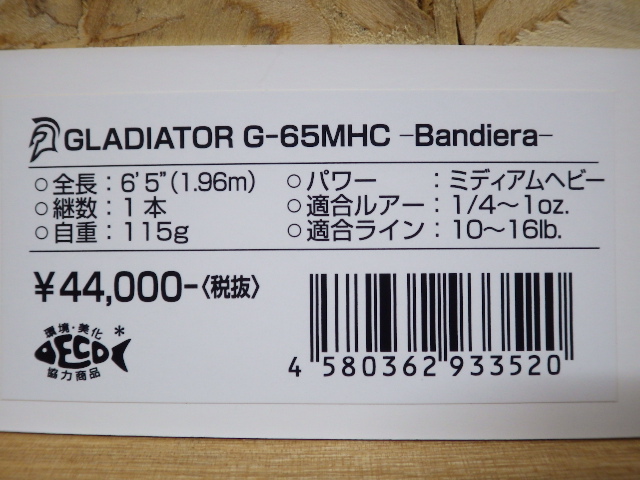 GLADIATOR G-65MHC -Bandiera-
○全長：6'5"(1.96m)
○継数：1本
○自重：115g
○パワー：ミディアムヘビー
○適合ルアー：1/4～1oz.
○適合ライン：10～16lb.
￥44,000-〈税抜〉
環境・美化*
ECO
協力商品
4 580362 933520